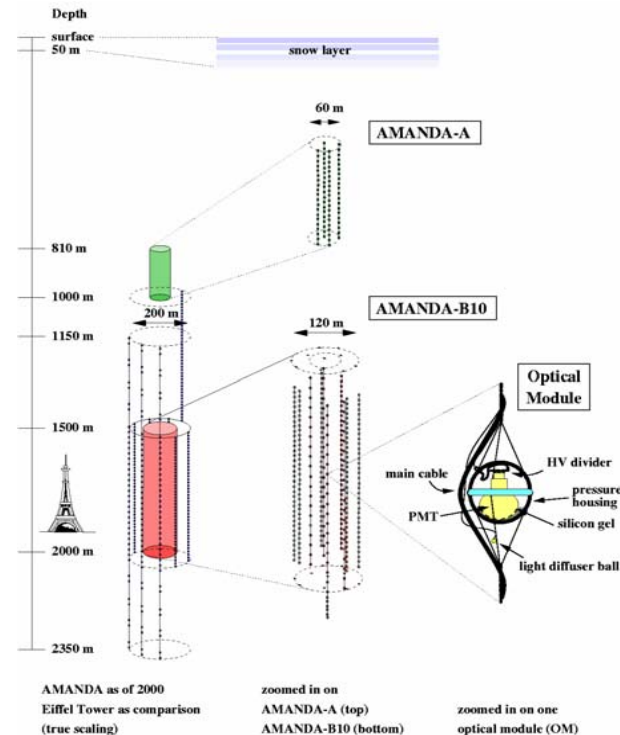 Depth
surface
50 m
snow layer
60 m
AMANDA-A
810 m
1000 m
200 m
AMANDA-B10
1150 m
120 m
Optical
Module
1500 m
main cable
HV divider
pressure
housing
PMT
silicon gel
2000 m
light diffuser ball
2350 m
AMANDA as of 2000
Eiffel Tower as comparison
(true scaling)
zoomed in on
AMANDA-A (top)
AMANDA-B10 (bottom)
zoomed in on one
optical module (OM)